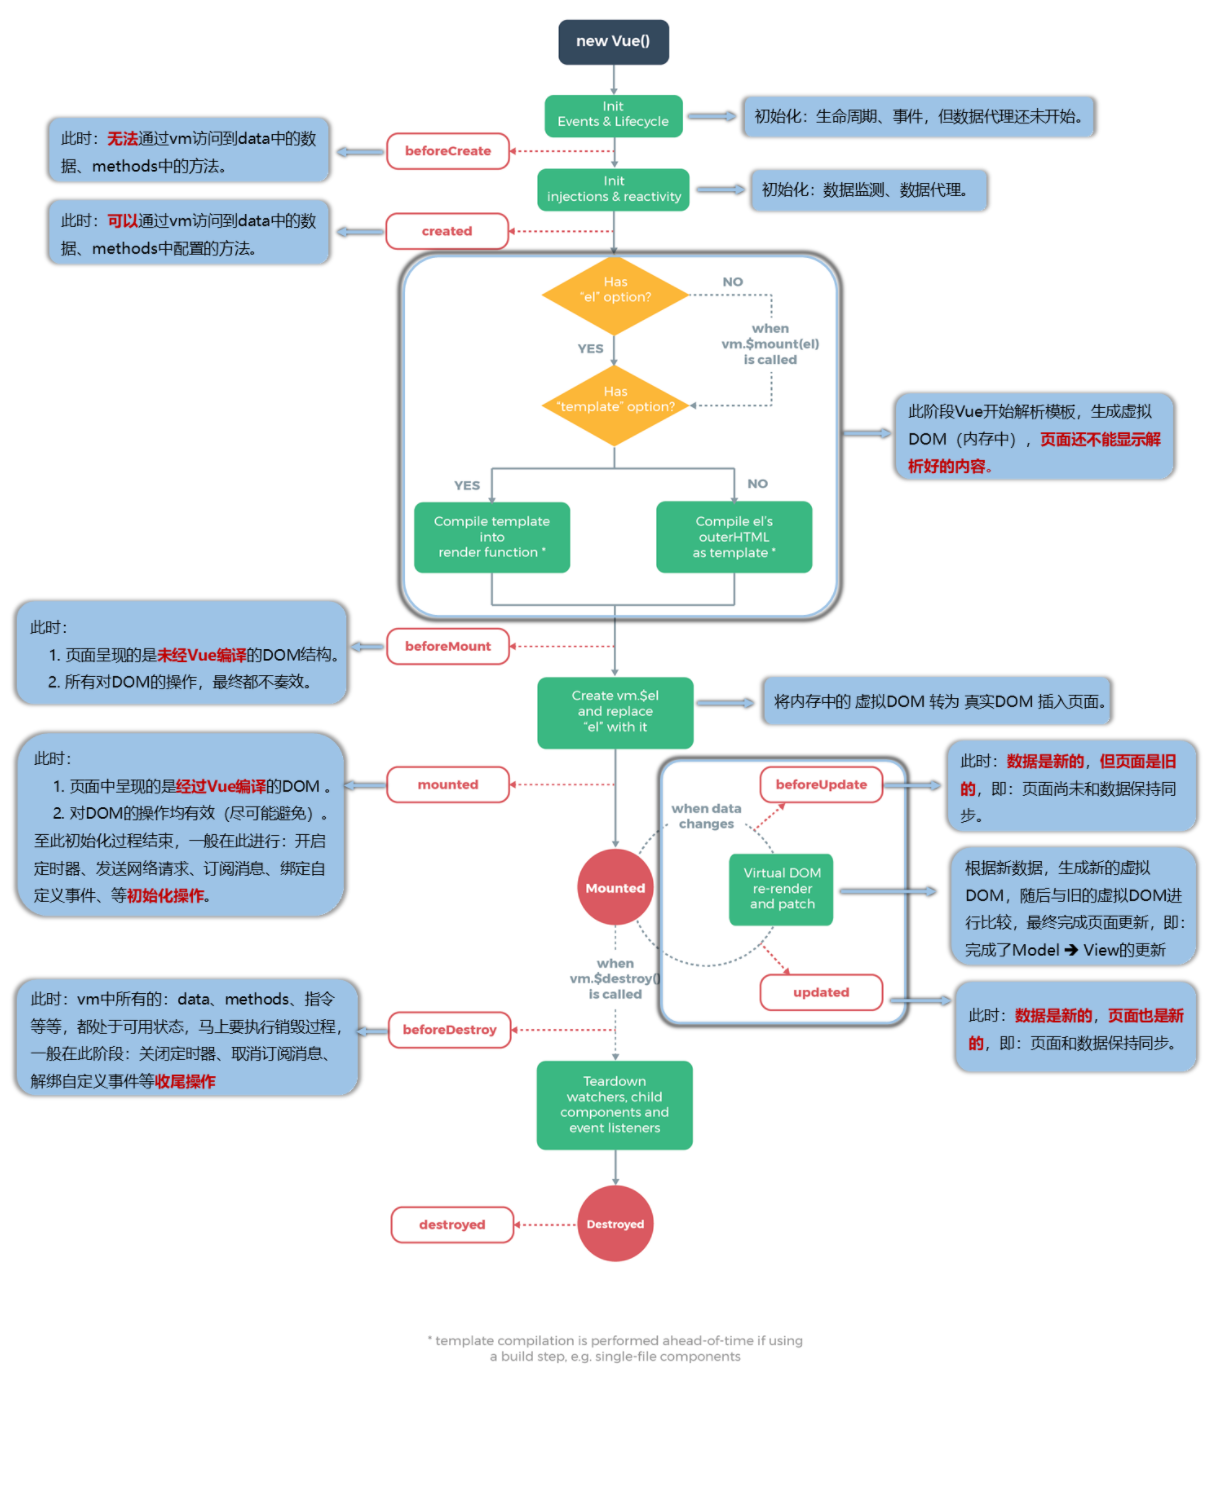 new Vue()
Init
Events & Lifecycle
初始化：生命周期、事件，但数据代理还未开始。
此时：无法通过vm访问到data中的数
据、methods中的方法。
beforeCreate
Init
injections & reactivity
初始化：数据监测、数据代理。
此时：可以通过vm访问到data中的数
据、methods中配置的方法。
created
Has
“el” option?
NO
when
vm.$mount(el)
is called
YES
Has
“template” option?
此阶段Vue开始解析模板，生成虚拟
DOM（内存中），页面还不能显示解
析好的内容。
YES
NO
Compile template
into
render function *
Compile el’s
outerHTML
as template *
此时：
1. 页面呈现的是未经Vue编译的DOM结构。
2. 所有对DOM的操作，最终都不奏效。
beforeMount
Create vm.$el
and replace
“el” with it
将内存中的 虚拟DOM 转为 真实DOM 插入页面。
此时：
1. 页面中呈现的是经过Vue编译的DOM 。
2. 对DOM的操作均有效（尽可能避免）。
至此初始化过程结束，一般在此进行：开启
定时器、发送网络请求、订阅消息、绑定自
定义事件、等初始化操作。
mounted
beforeUpdate
此时：数据是新的，但页面是旧
的，即：页面尚未和数据保持同
步。
when data
changes
Mounted
Virtual DOM
re-render
and patch
根据新数据，生成新的虚拟
DOM，随后与旧的虚拟DOM进
行比较，最终完成页面更新，即：
完成了Model ➔ View的更新
when
vm.$destroy()
is called
updated
此时：数据是新的，页面也是新
的，即：页面和数据保持同步。
此时：vm中所有的：data、methods、指令
等等，都处于可用状态，马上要执行销毁过程，
一般在此阶段：关闭定时器、取消订阅消息、
解绑自定义事件等收尾操作
beforeDestroy
Teardown
watchers, child
components and
event listeners
destroyed
Destroyed
* template compilation is performed ahead-of-time if using
a build step, e.g. single-file components